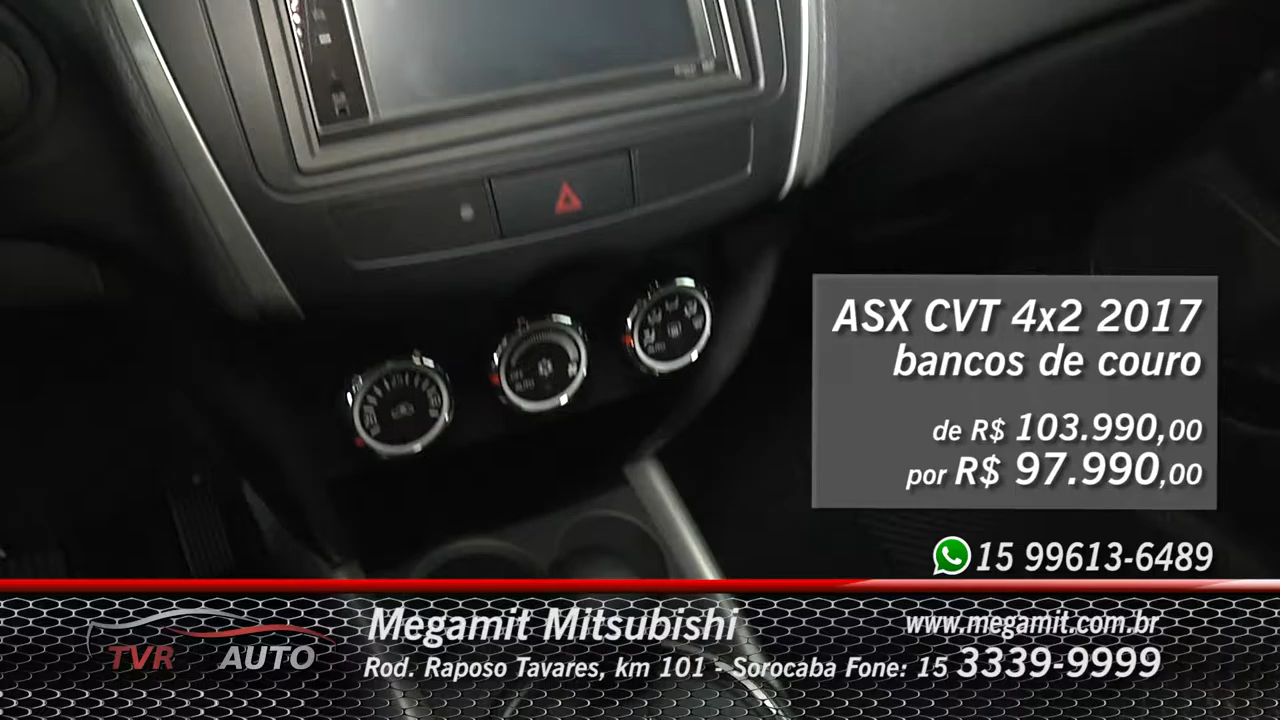 ASX CVT 4x2 2017
bancos de couro
de R$ 103.990,00
por R$ 97.990,00
15 99613-6489
Megamit Mitsubishi
www.megamit.com.br
TVR AUTO
Rod. Raposo Tavares, km 101 - Sorocaba Fone: 15 3339-9999